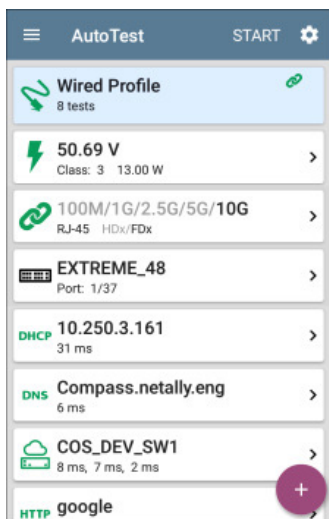 AutoTest START
Wired Profile
8 tests
50.69 V
Class: 3 13.00 W
100M/1G/2.5G/5G/10G
RJ-45 HDx/FDx
EXTREME_48
Port: 1/37
DHCP 10.250.3.161
31 ms
DNS Compass.netally.eng
6 ms
COS_DEV_SW1
8 ms, 7 ms, 2 ms
HTTP google